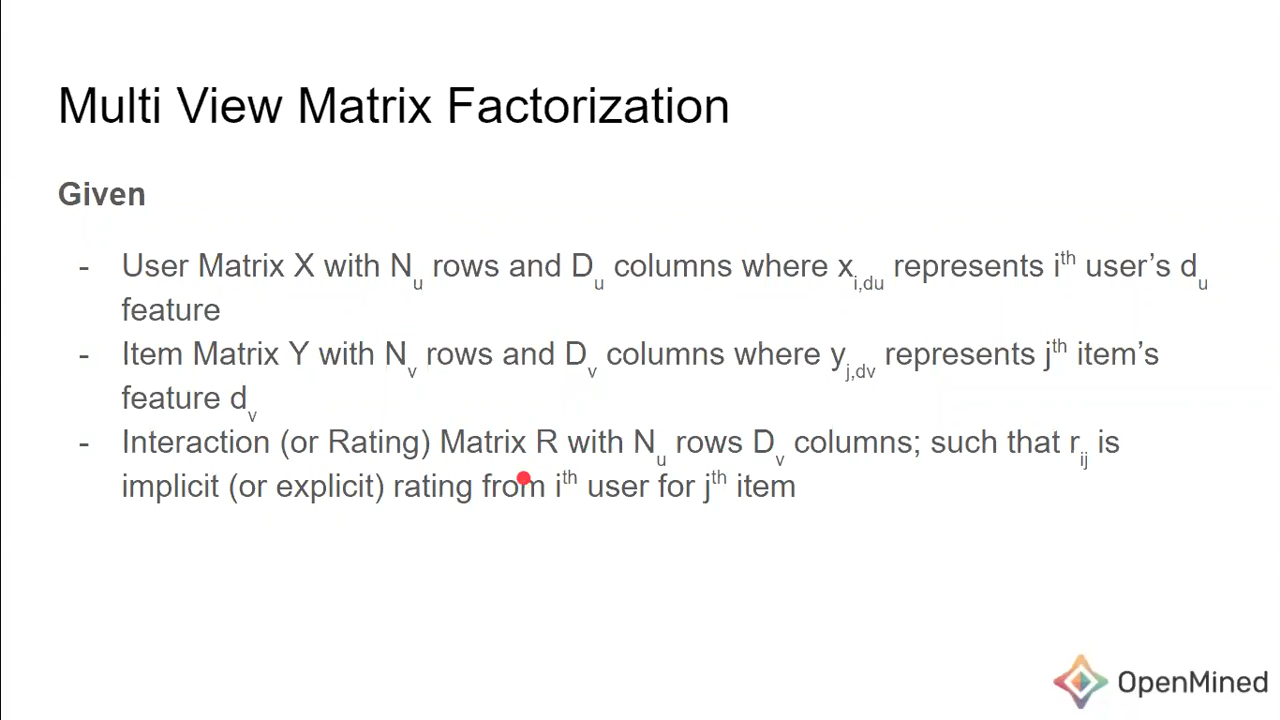 Multi View Matrix Factorization
Given
- User Matrix X with Nᵤ rows and Dᵤ columns where x_i,du represents iᵗʰ user’s dᵤ
feature
- Item Matrix Y with Nᵥ rows and Dᵥ columns where y_j,dv represents jᵗʰ item’s
feature dᵥ
- Interaction (or Rating) Matrix R with Nᵤ rows Dᵥ columns; such that r_ij is
implicit (or explicit) rating from iᵗʰ user for jᵗʰ item
OpenMined